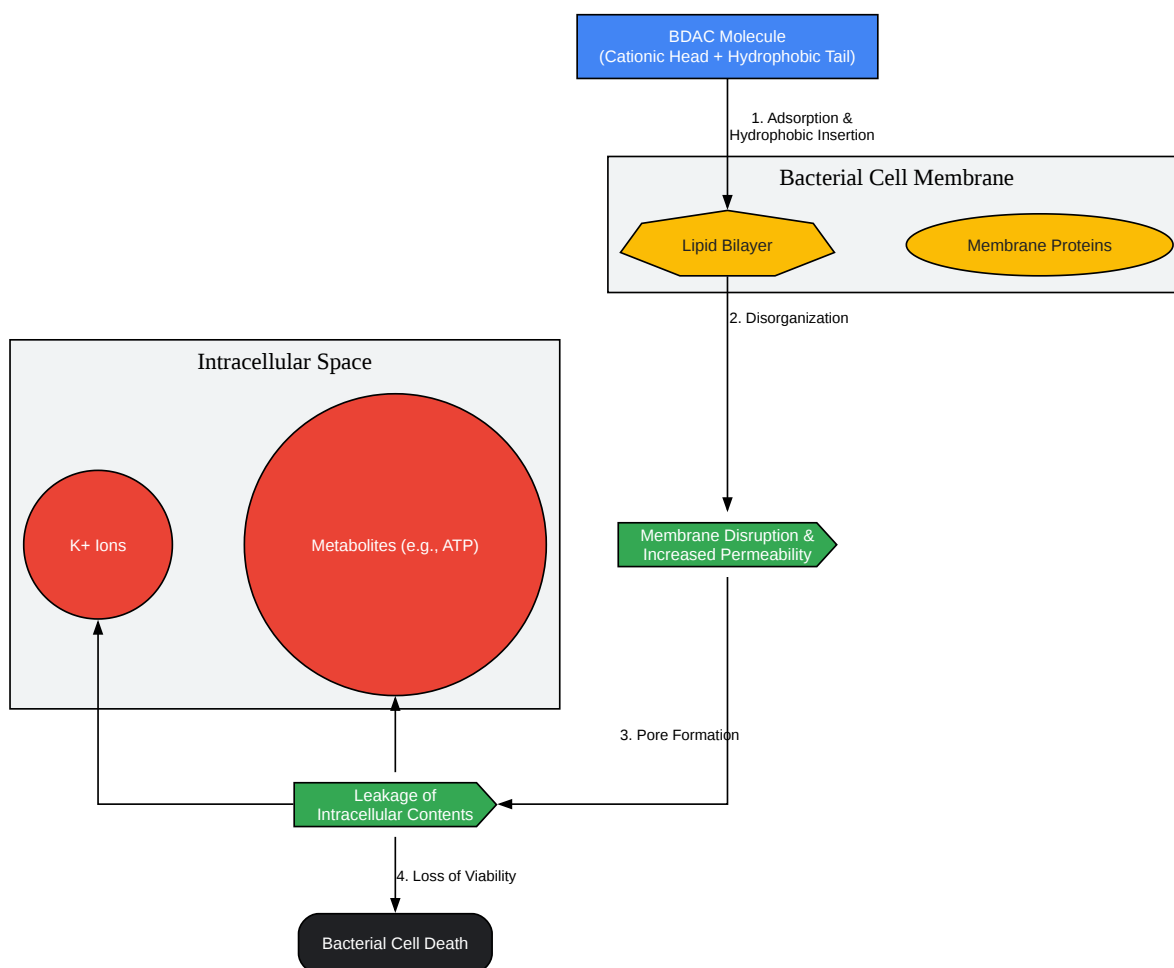 BDAC Molecule
(Cationic Head + Hydrophobic Tail)
1. Adsorption &
Hydrophobic Insertion
Bacterial Cell Membrane
Lipid Bilayer
Membrane Proteins
2. Disorganization
Intracellular Space
K+ Ions
Metabolites (e.g., ATP)
Membrane Disruption &
Increased Permeability
3. Pore Formation
Leakage of
Intracellular Contents
4. Loss of Viability
Bacterial Cell Death